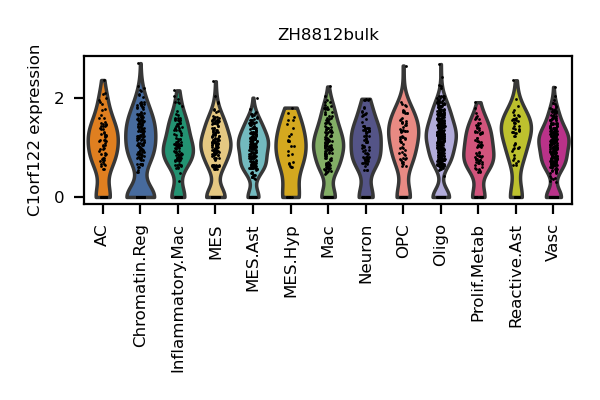 ZH8812bulk
C1orf122 expression
2
0
AC
Chromatin.Reg
Inflammatory.Mac
MES
MES.Ast
MES.Hyp
Mac
Neuron
OPC
Oligo
Prolif.Metab
Reactive.Ast
Vasc